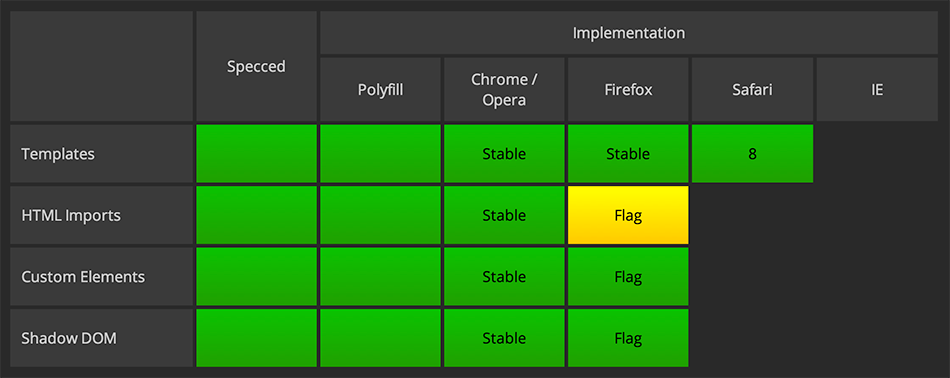 Implementation
Specced
Polyfill
Chrome /
Opera
Firefox
Safari
IE
Templates
Stable
Stable
8
HTML Imports
Stable
Flag
Custom Elements
Stable
Flag
Shadow DOM
Stable
Flag